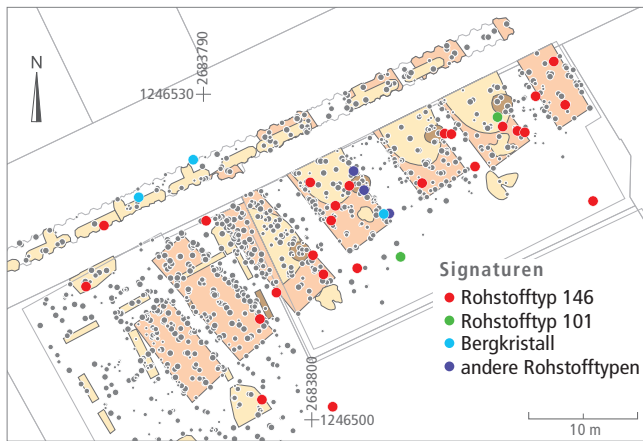 N
2683790
1246530
Signaturen
Rohstofftyp 146
Rohstofftyp 101
Bergkristall
andere Rohstofftypen
2683800
1246500
10 m